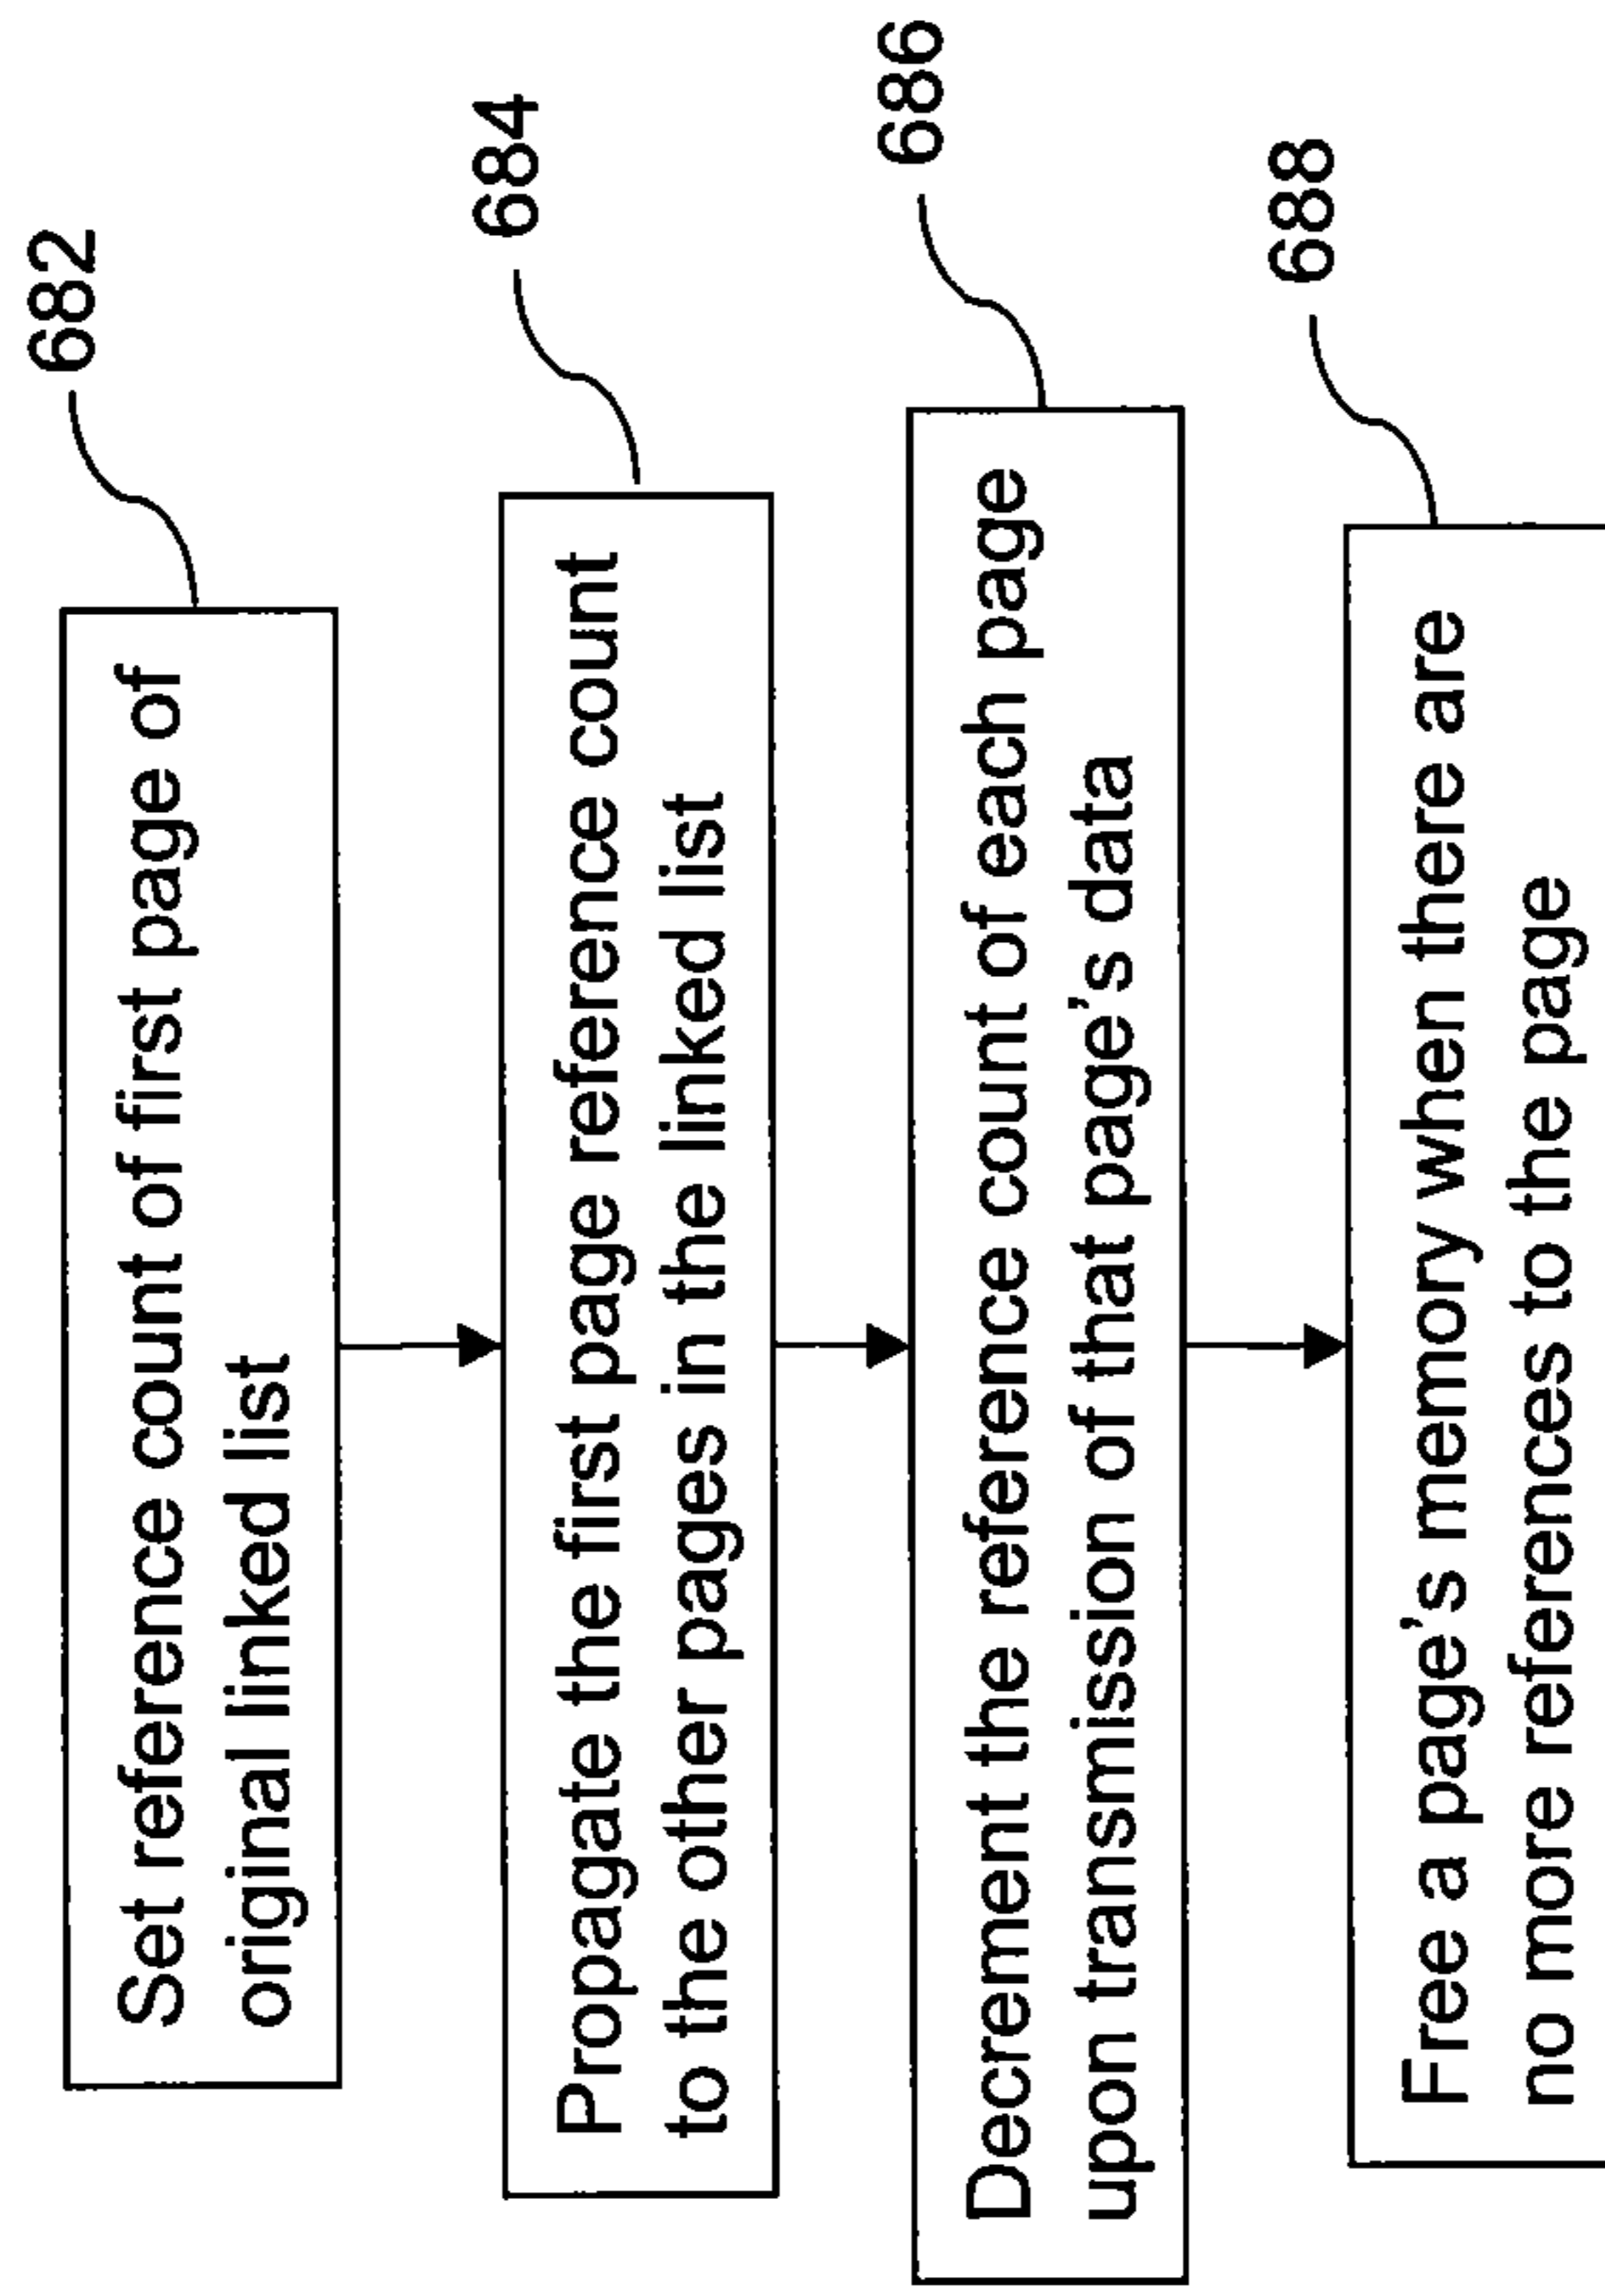 682
Set reference count of first page of
original linked list
684
Propagate the first page reference count
to the other pages in the linked list
686
Decrement the reference count of each page
upon transmission of that page's data
688
Free a page's memory when there are
no more references to the page